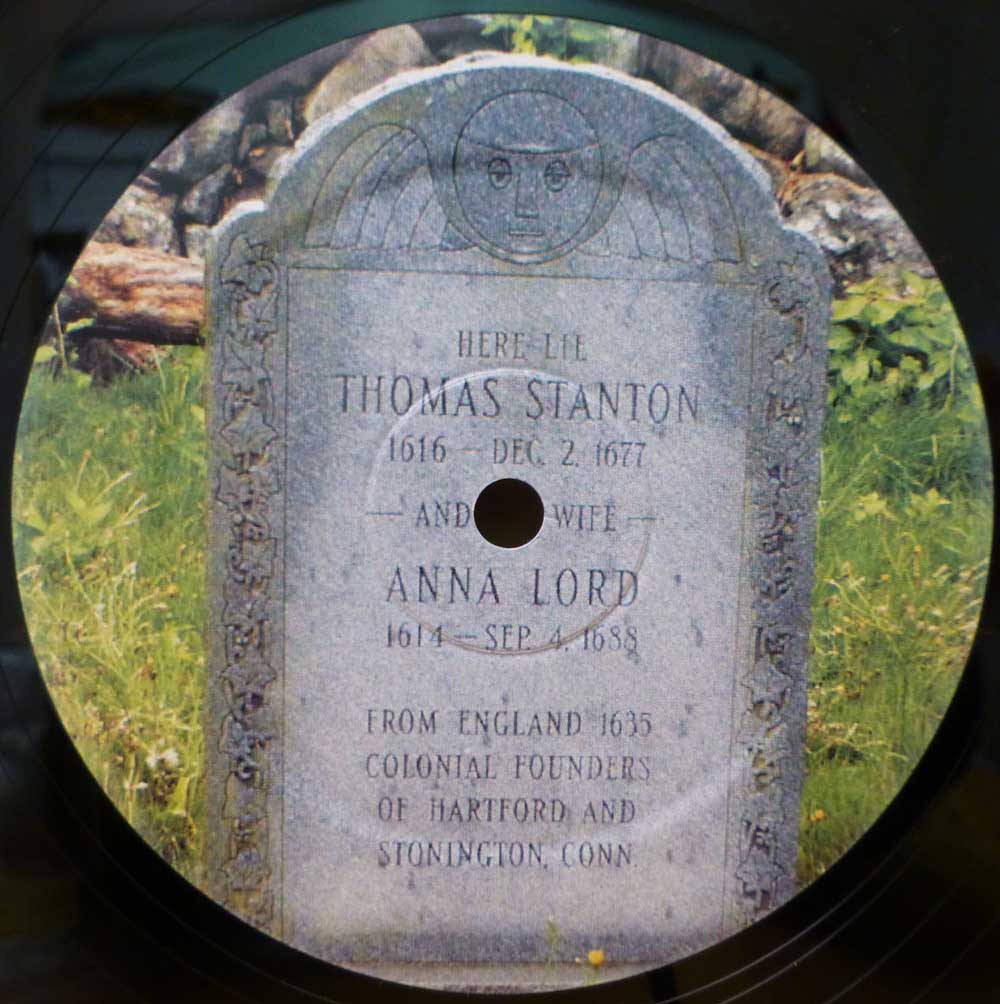 HERE LIE
THOMAS STANTON
1616 — DEC. 2, 1677
— AND WIFE —
ANNA LORD
1614 — SEP. 4, 1688
FROM ENGLAND 1635
COLONIAL FOUNDERS
OF HARTFORD AND
STONINGTON, CONN.